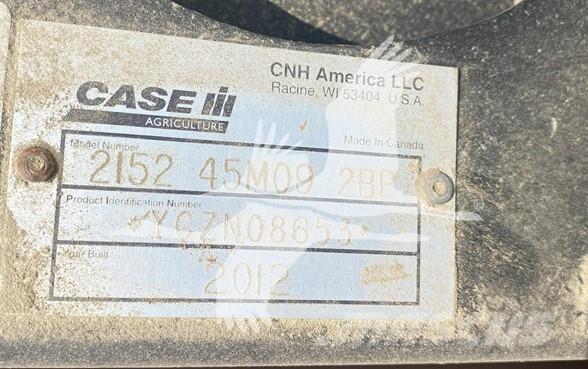 CNH America LLC
Racine, WI 53404 U.S.A.
CASE IH
AGRICULTURE
Made in Canada
Model Number
2152 45M09 2BP
Product Identification Number
*YCZN08653*
Year Built
2012